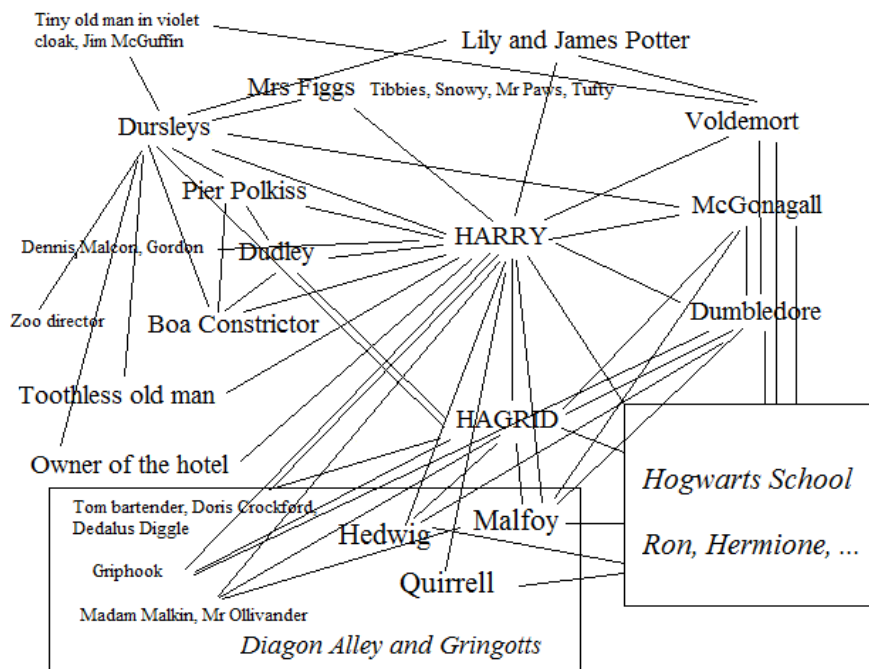 Tiny old man in violet
cloak, Jim McGuffin
Lily and James Potter
Mrs Figgs
Tibbies, Snowy, Mr Paws, Tufty
Dursleys
Voldemort
Pier Polkiss
McGonagall
HARRY
Dennis, Malcon, Gordon
Dudley
Zoo director
Boa Constrictor
Dumbledore
Toothless old man
HAGRID
Owner of the hotel
Hogwarts School
Tom bartender, Doris Crockford,
Dedalus Diggle
Hedwig
Malfoy
Ron, Hermione, ...
Griphook
Quirrell
Madam Malkin, Mr Ollivander
Diagon Alley and Gringotts